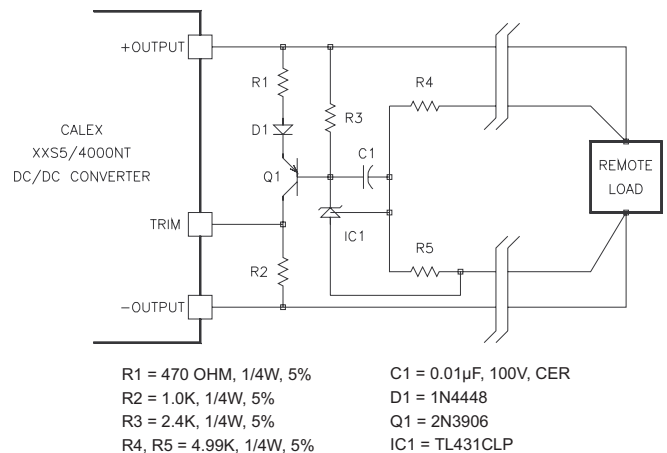 +OUTPUT
R1
R4
D1
R3
CALEX
XXS5/4000NT
DC/DC CONVERTER
C1
REMOTE
LOAD
Q1
TRIM
IC1
R5
R2
−OUTPUT
R1 = 470 OHM, 1/4W, 5%
R2 = 1.0K, 1/4W, 5%
R3 = 2.4K, 1/4W, 5%
R4, R5 = 4.99K, 1/4W, 5%
C1 = 0.01µF, 100V, CER
D1 = 1N4448
Q1 = 2N3906
IC1 = TL431CLP